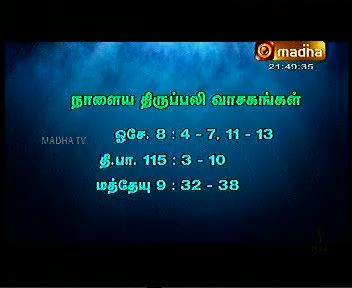 madha
21:49:35
நாளைய திருப்பலி வாசகங்கள்
MADHA TV
ஓசே. 8 : 4 - 7, 11 - 13
தி.பா. 115 : 3 - 10
மத்தேயு 9 : 32 - 38